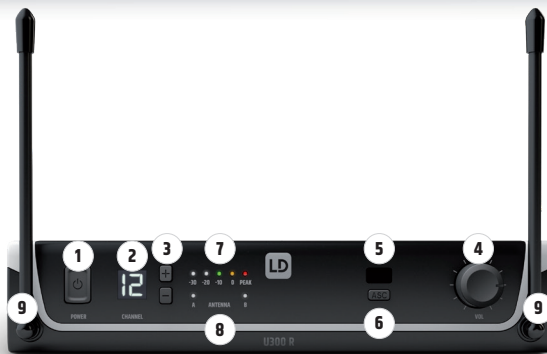 1
2
3
7
5
4
12
+
-
-30 -20 -10 0 PEAK
LD
ASC
9
9
POWER
CHANNEL
A ANTENNA B
VOL
8
6
U300 R